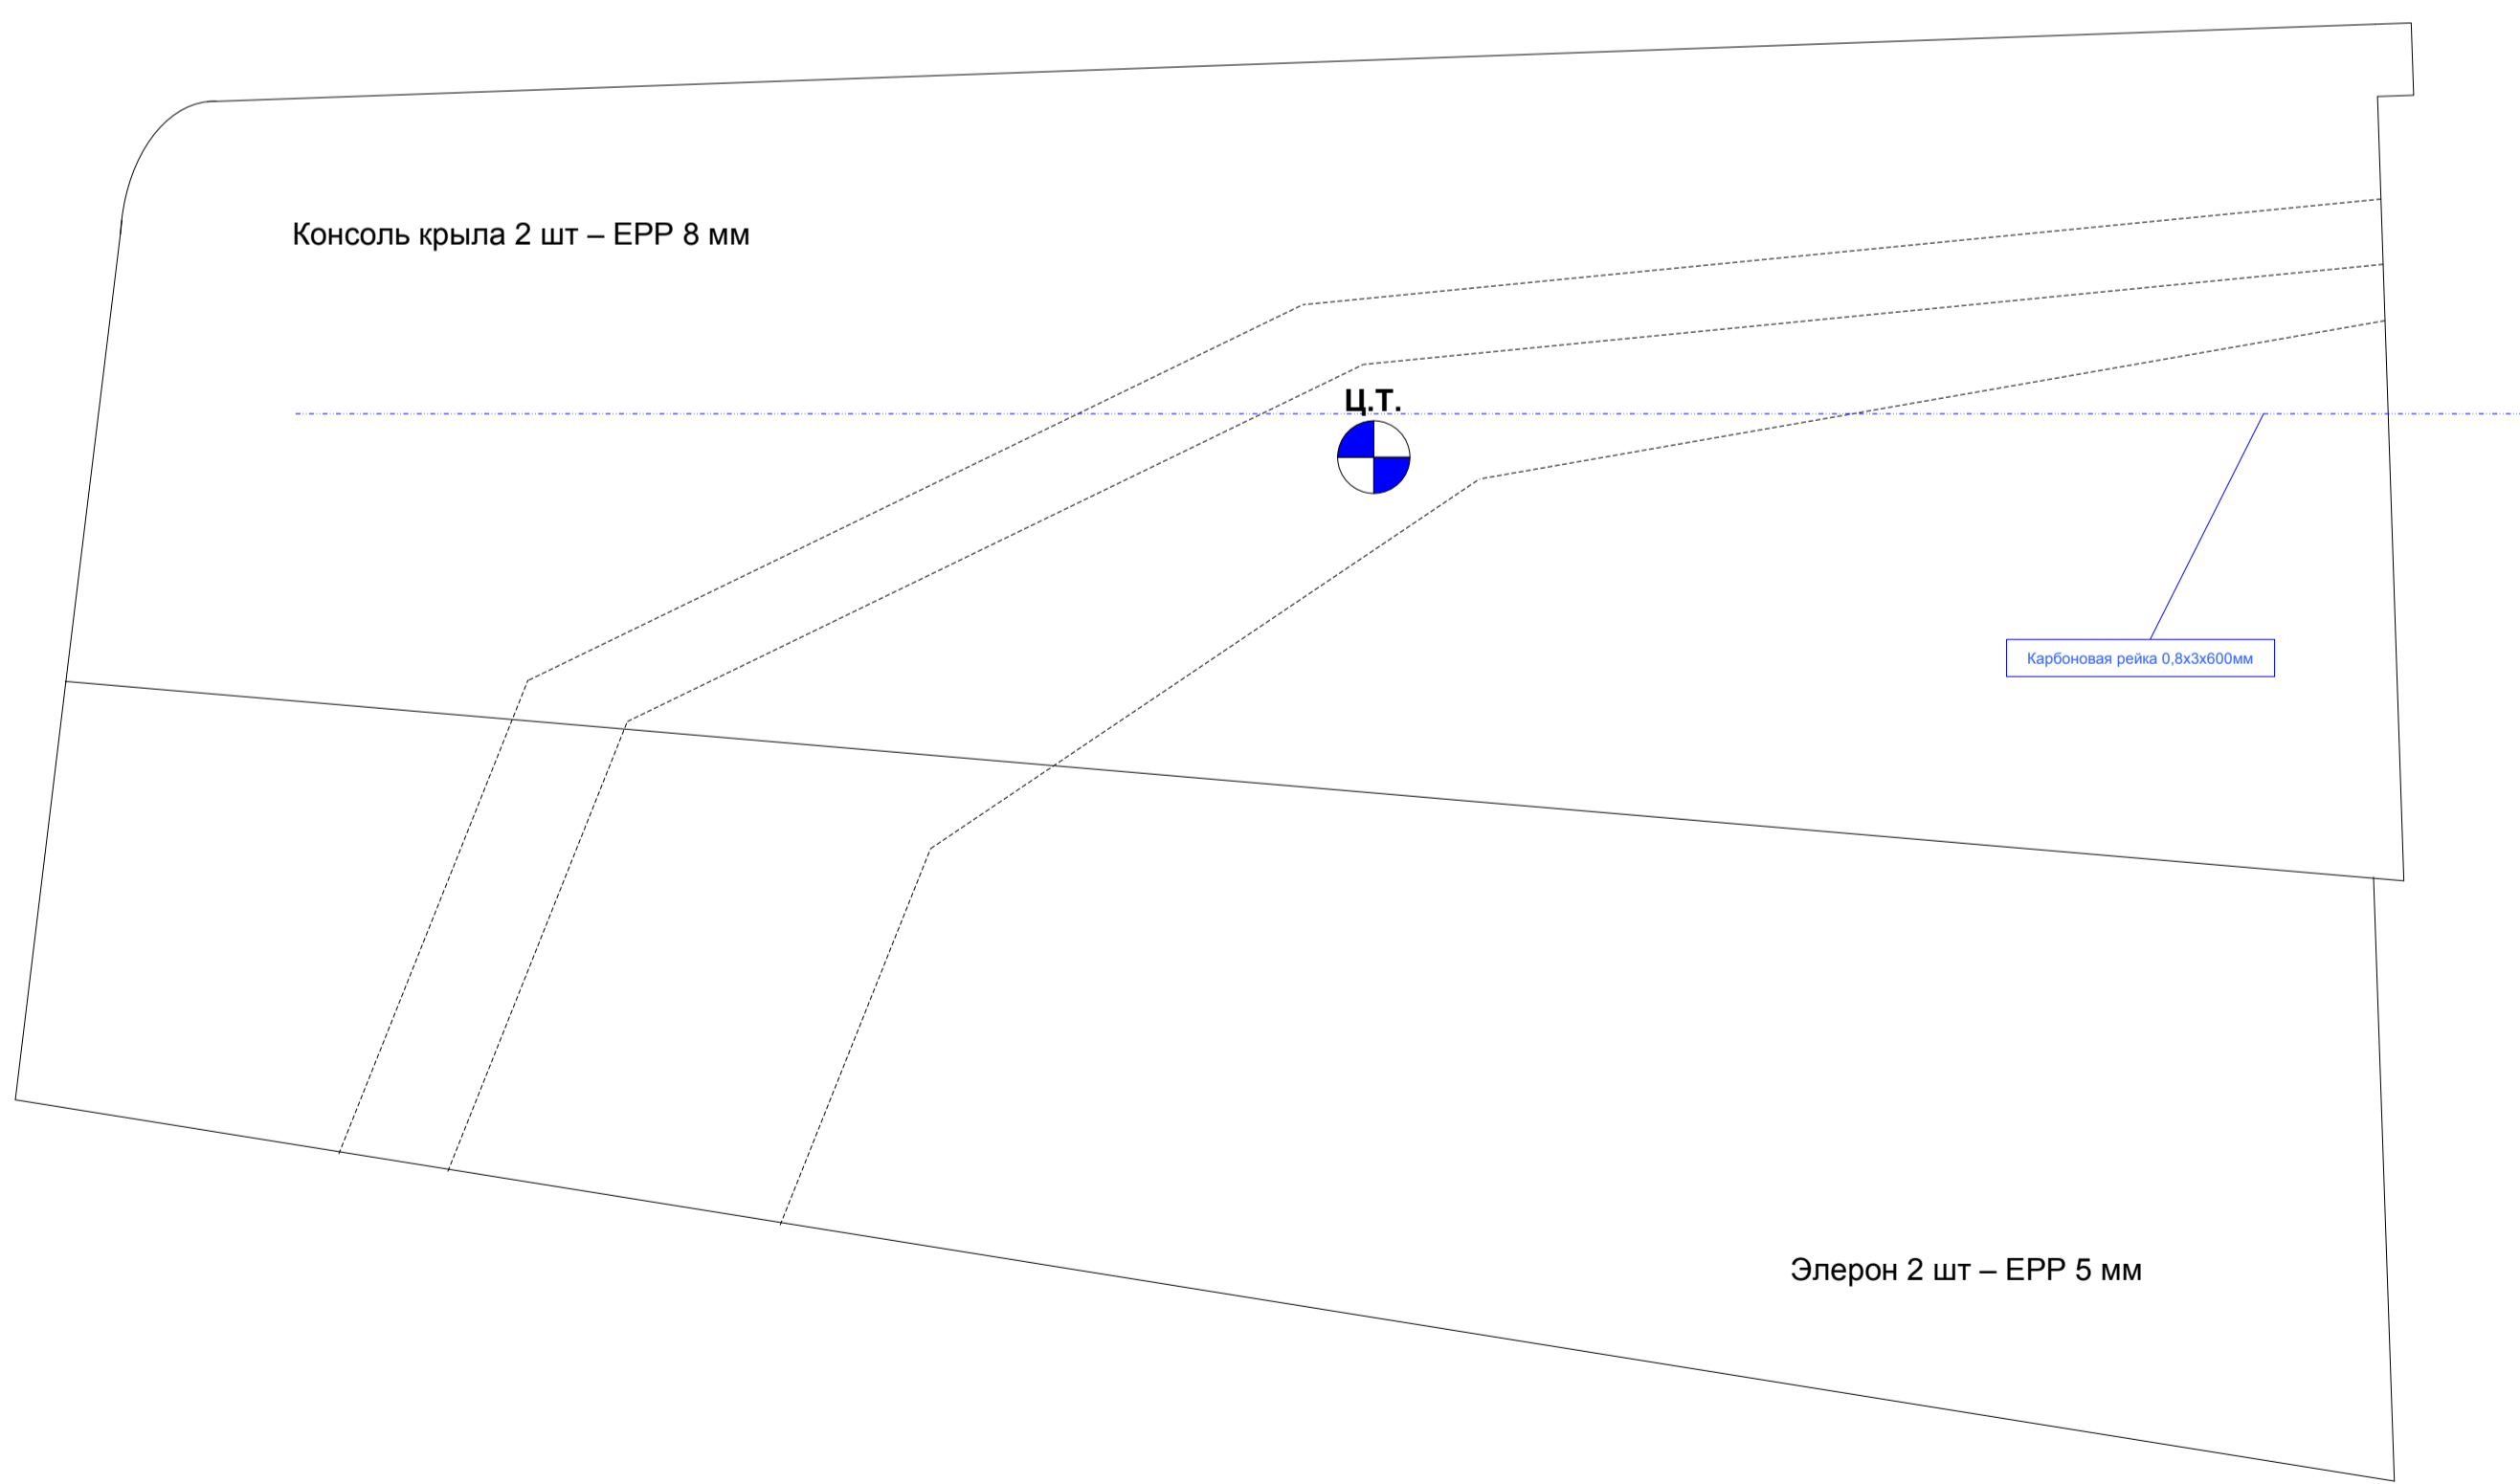 Консоль крыла 2 шт – EPP 8 мм
Ц.Т.
Карбоновая рейка 0,8х3х600мм
Элерон 2 шт – EPP 5 мм